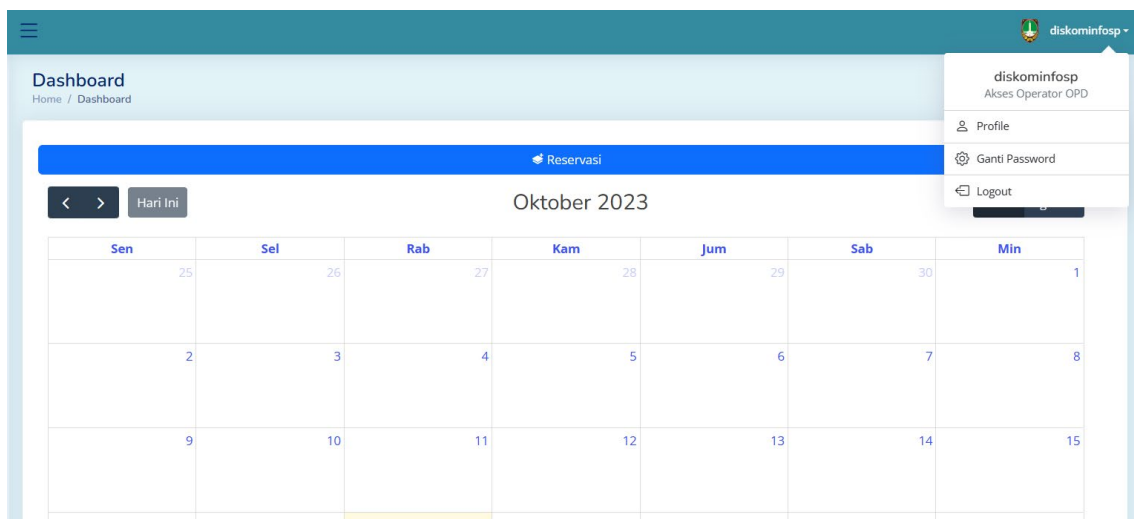 diskominfosp
Dashboard
Home / Dashboard
diskominfosp
Akses Operator OPD
Profile
Ganti Password
Logout
Reservasi
Hari Ini
Oktober 2023
Sen Sel Rab Kam Jum Sab Min
25 26 27 28 29 30 1
2 3 4 5 6 7 8
9 10 11 12 13 14 15